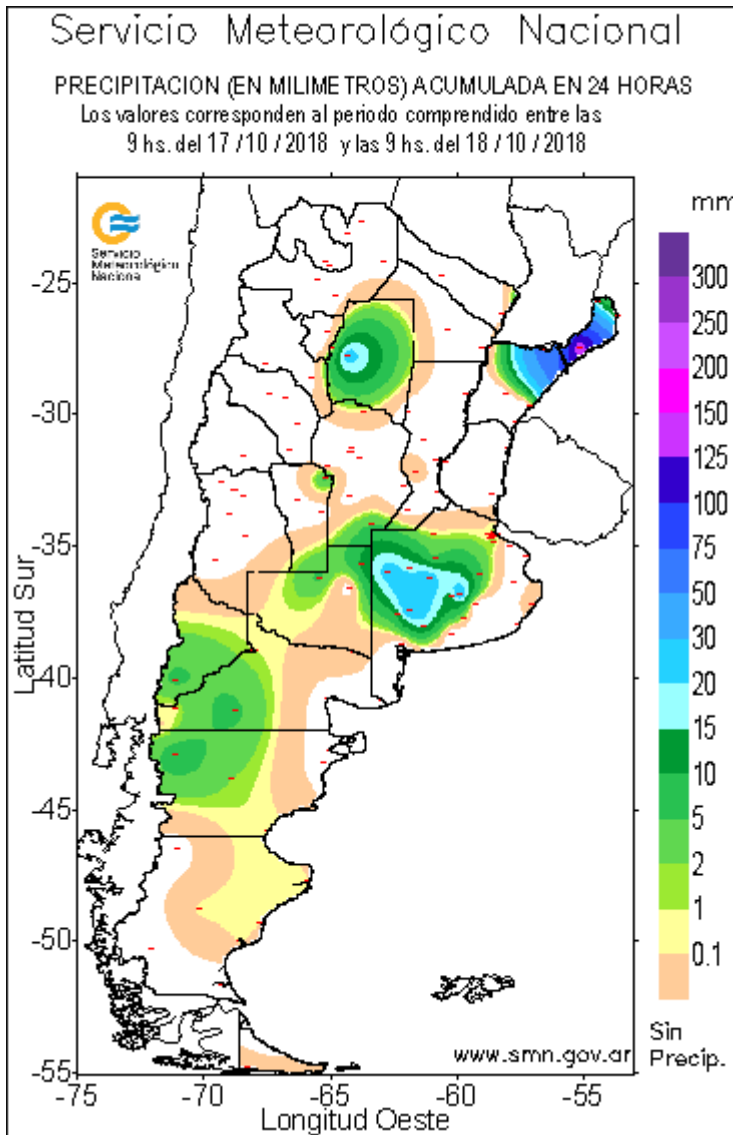 Servicio Meteorológico Nacional
PRECIPITACION (EN MILIMETROS) ACUMULADA EN 24 HORAS
Los valores corresponden al periodo comprendido entre las
9 hs. del 17 / 10 / 2018 y las 9 hs. del 18 / 10 / 2018
mm
Servicio
Meteorológico
Nacional
300
250
200
150
125
100
75
50
30
20
15
10
5
2
1
0.1
Sin
Precip.
-25
-30
-35
-40
-45
-50
-55
Latitud Sur
www.smn.gov.ar
-75
-70
-65
-60
-55
Longitud Oeste